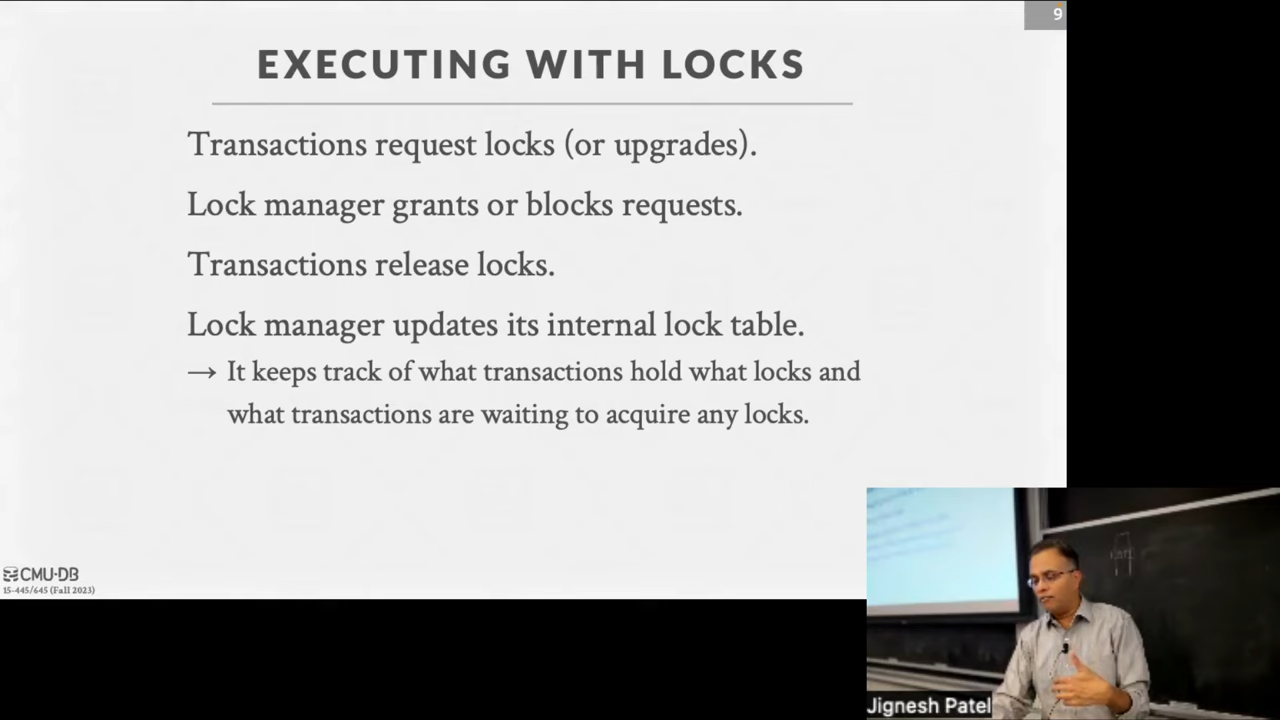 9
EXECUTING WITH LOCKS
Transactions request locks (or upgrades).
Lock manager grants or blocks requests.
Transactions release locks.
Lock manager updates its internal lock table.
→ It keeps track of what transactions hold what locks and
what transactions are waiting to acquire any locks.
CMU·DB
15-445/645 (Fall 2023)
Jignesh Patel